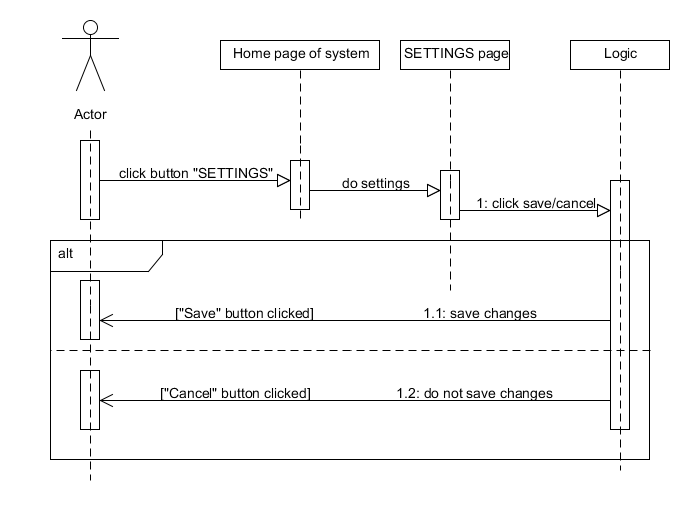 Home page of system
SETTINGS page
Logic
Actor
click button "SETTINGS"
do settings
1: click save/cancel
alt
["Save" button clicked]
1.1: save changes
["Cancel" button clicked]
1.2: do not save changes